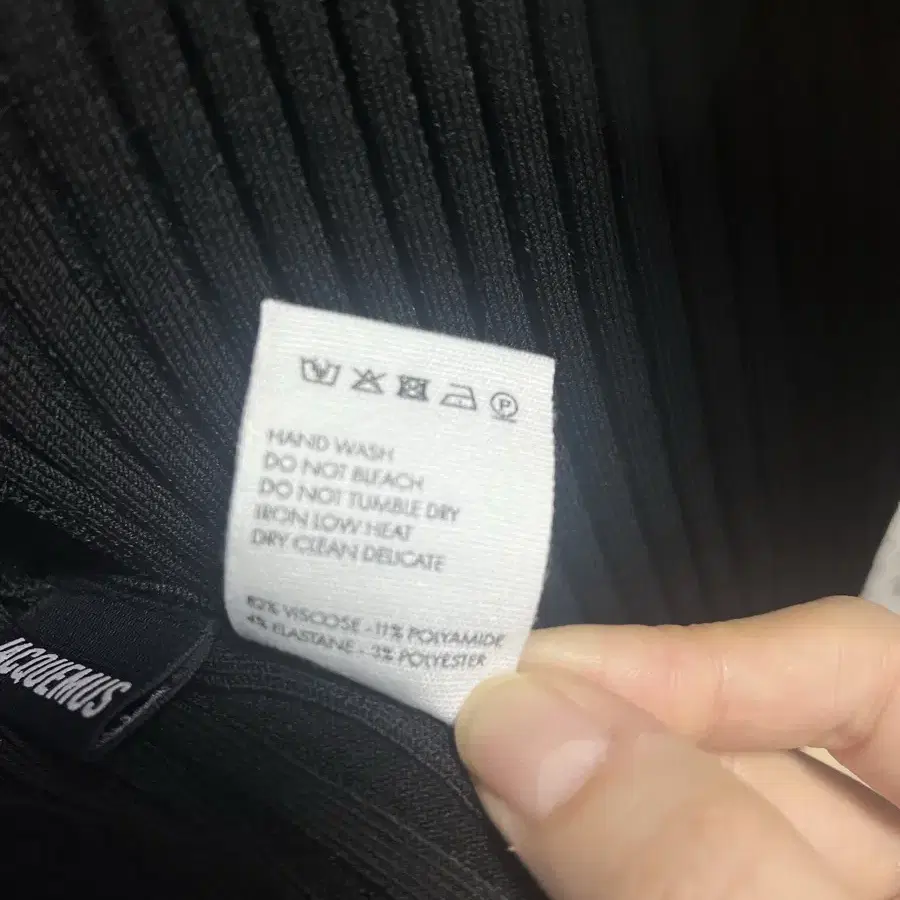 P
HAND WASH
DO NOT BLEACH
DO NOT TUMBLE DRY
IRON LOW HEAT
DRY CLEAN DELICATE
82% VISCOSE - 11% POLYAMIDE
4% ELASTANE - 3% POLYESTER
JACQUEMUS